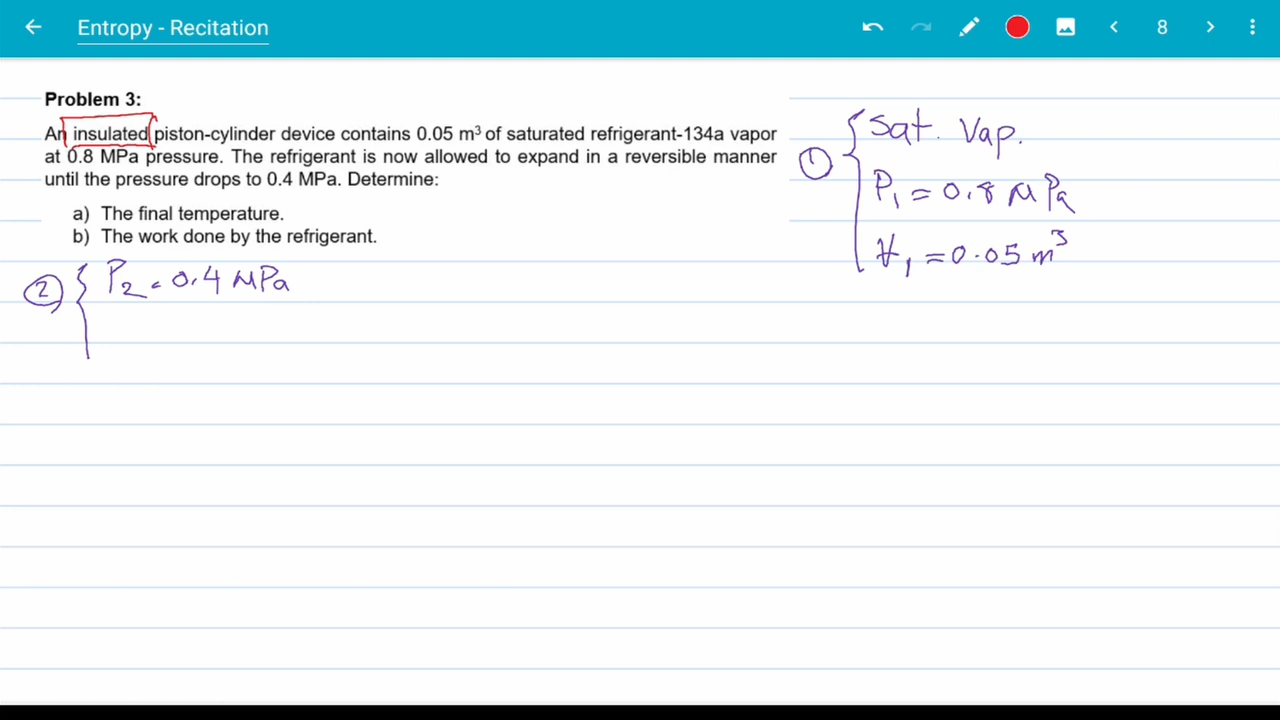 Entropy - Recitation
8
Problem 3:
An insulated piston-cylinder device contains 0.05 m³ of saturated refrigerant-134a vapor
at 0.8 MPa pressure. The refrigerant is now allowed to expand in a reversible manner
until the pressure drops to 0.4 MPa. Determine:
a) The final temperature.
b) The work done by the refrigerant.
① Sat. Vap.
P₁ = 0.8 MPa
V₁ = 0.05 m³
② P₂ = 0.4 MPa